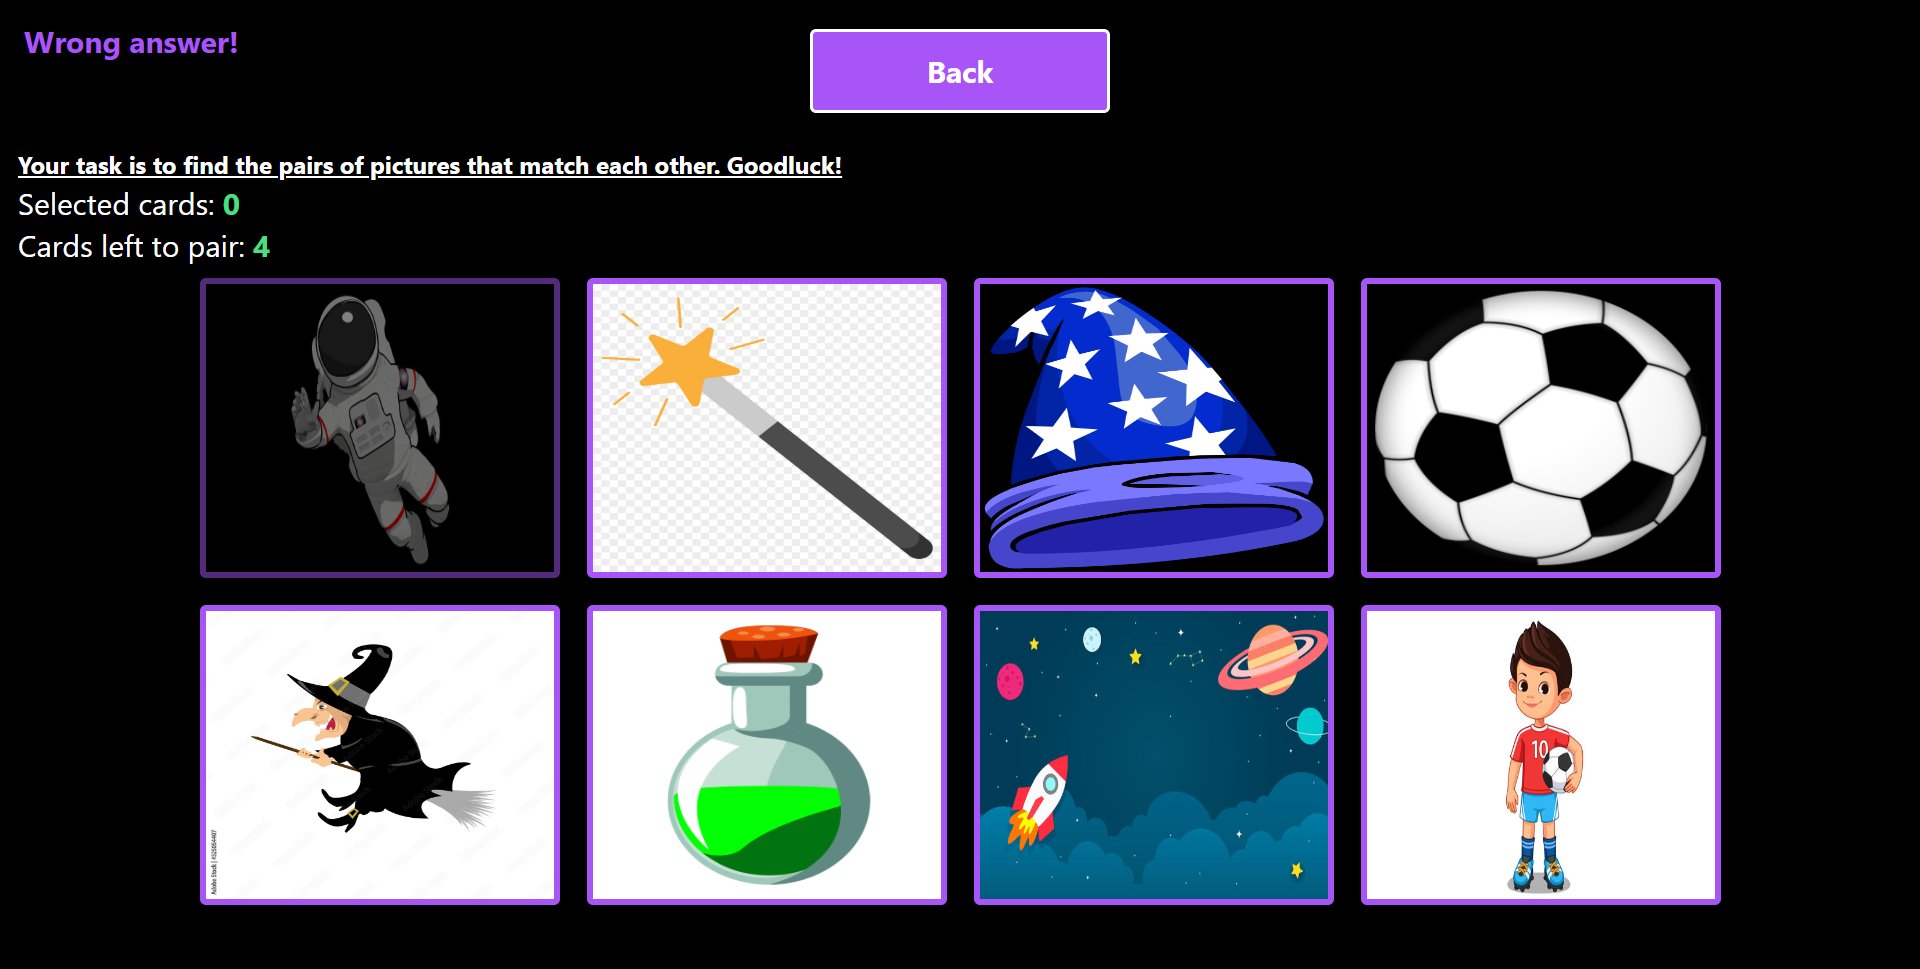 Wrong answer!
Back
Your task is to find the pairs of pictures that match each other. Goodluck!
Selected cards: 0
Cards left to pair: 4
10